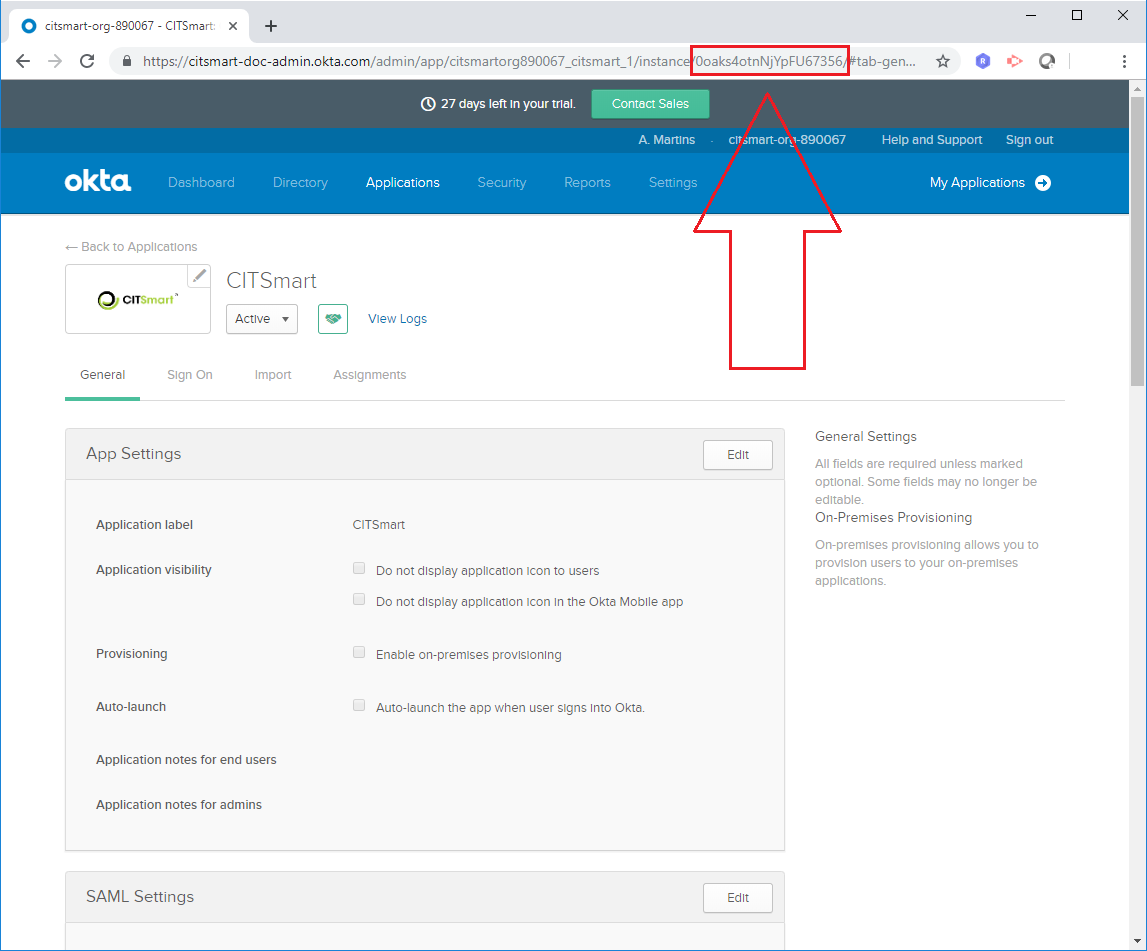 citsmart-org-890067 - CITSmart:
https://citsmart-doc-admin.okta.com/admin/app/citsmartorg890067_citsmart_1/instance/0oaks4otnNjYpFU67356/#tab-gen...
27 days left in your trial. Contact Sales
A. Martins · citsmart-org-890067 Help and Support Sign out
okta Dashboard Directory Applications Security Reports Settings My Applications
← Back to Applications
CITSmart
CITSmart
Active View Logs
General Sign On Import Assignments
App Settings Edit
Application label CITSmart
Application visibility Do not display application icon to users
Do not display application icon in the Okta Mobile app
Provisioning Enable on-premises provisioning
Auto-launch Auto-launch the app when user signs into Okta.
Application notes for end users
Application notes for admins
SAML Settings Edit
General Settings
All fields are required unless marked
optional. Some fields may no longer be
editable.
On-Premises Provisioning
On-premises provisioning allows you to
provision users to your on-premises
applications.